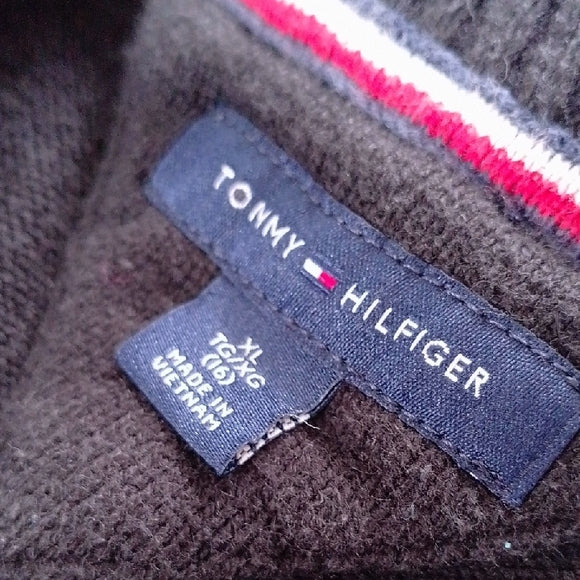 TOMMY HILFIGER
XL
TG/XG
(16)
MADE IN
VIETNAM